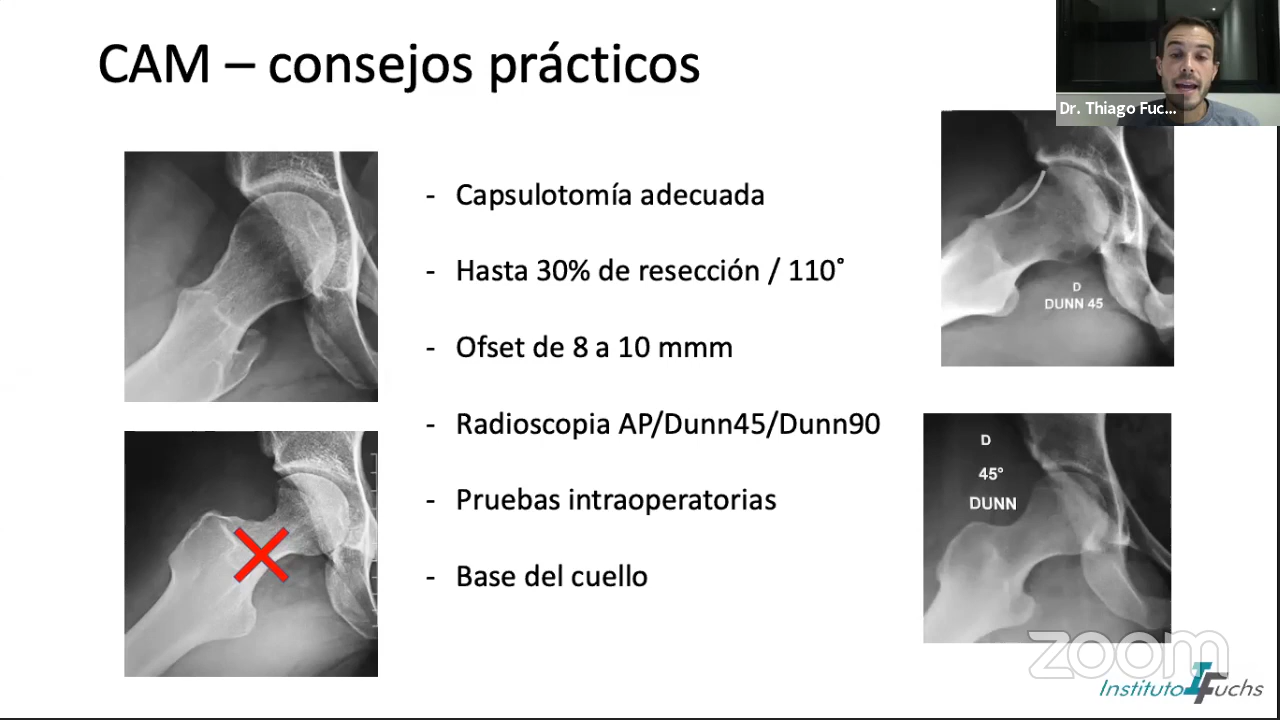 CAM – consejos prácticos
Dr. Thiago Fuc...
- Capsulotomía adecuada
- Hasta 30% de resección / 110˚
- Ofset de 8 a 10 mmm
- Radioscopia AP/Dunn45/Dunn90
- Pruebas intraoperatorias
- Base del cuello
D
DUNN 45
D
45°
DUNN
zoom
Instituto Fuchs